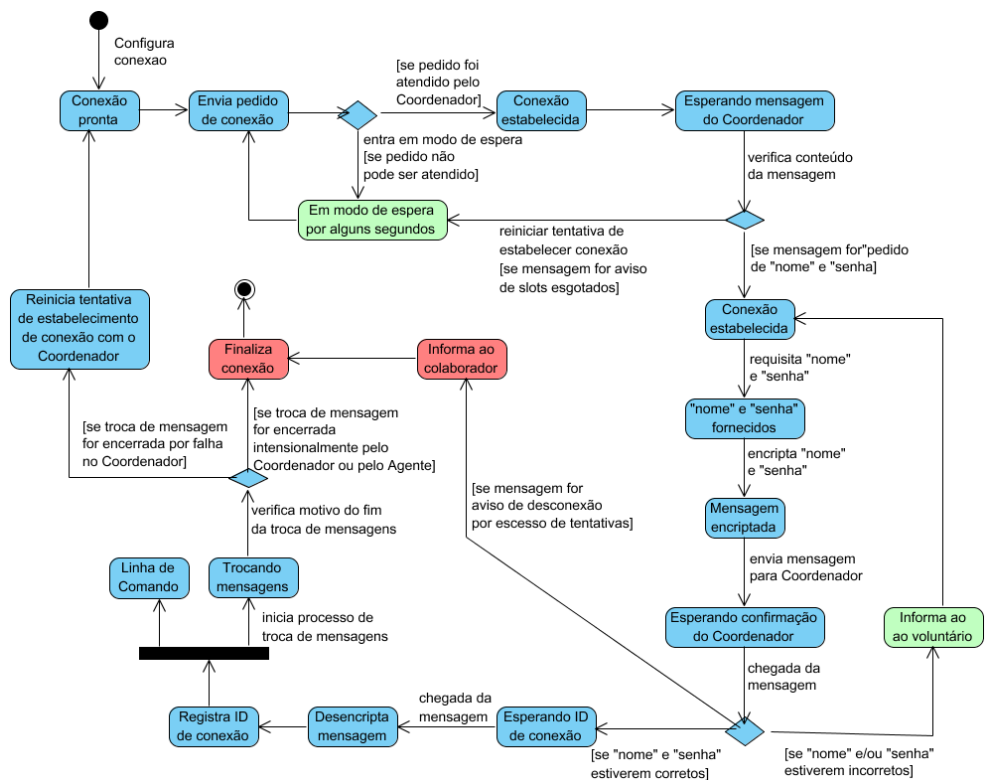 Configura
conexao
Conexão
pronta
Envia pedido
de conexão
[se pedido foi
atendido pelo
Coordenador]
Conexão
estabelecida
Esperando mensagem
do Coordenador
entra em modo de espera
[se pedido não
pode ser atendido]
verifica conteúdo
da mensagem
Em modo de espera
por alguns segundos
reiniciar tentativa de
estabelecer conexão
[se mensagem for aviso
de slots esgotados]
[se mensagem for"pedido
de "nome" e "senha]
Reinicia tentativa
de estabelecimento
de conexão com o
Coordenador
Finaliza
conexão
Informa ao
colaborador
Conexão
estabelecida
requisita "nome"
e "senha"
"nome" e "senha"
fornecidos
[se troca de mensagem
for encerrada por falha
no Coordenador]
[se troca de mensagem
for encerrada
intensionalmente pelo
Coordenador ou pelo Agente]
encripta "nome"
e "senha"
[se mensagem for
aviso de desconexão
por escesso de tentativas]
Mensagem
encriptada
verifica motivo do fim
da troca de mensagens
envia mensagem
para Coordenador
Linha de
Comando
Trocando
mensagens
inicia processo de
troca de mensagens
Esperando confirmação
do Coordenador
Informa ao
ao voluntário
chegada da
mensagem
Registra ID
de conexão
Desencripta
mensagem
chegada da
mensagem
Esperando ID
de conexão
[se "nome" e "senha"
estiverem corretos]
[se "nome" e/ou "senha"
estiverem incorretos]